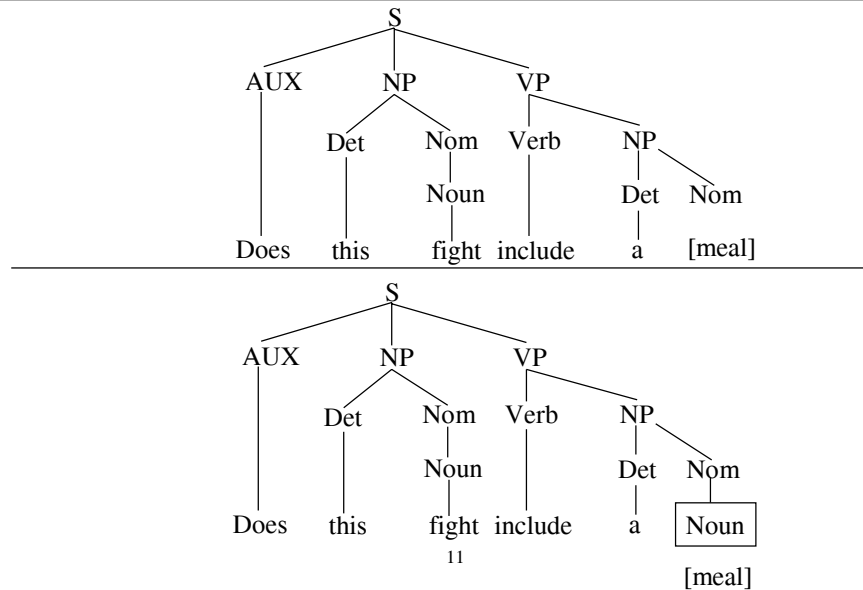 S
AUX NP VP
Det Nom Verb NP
Noun Det Nom
Does this fight include a [meal]
S
AUX NP VP
Det Nom Verb NP
Noun Det Nom
Does this fight include a Noun
11
[meal]